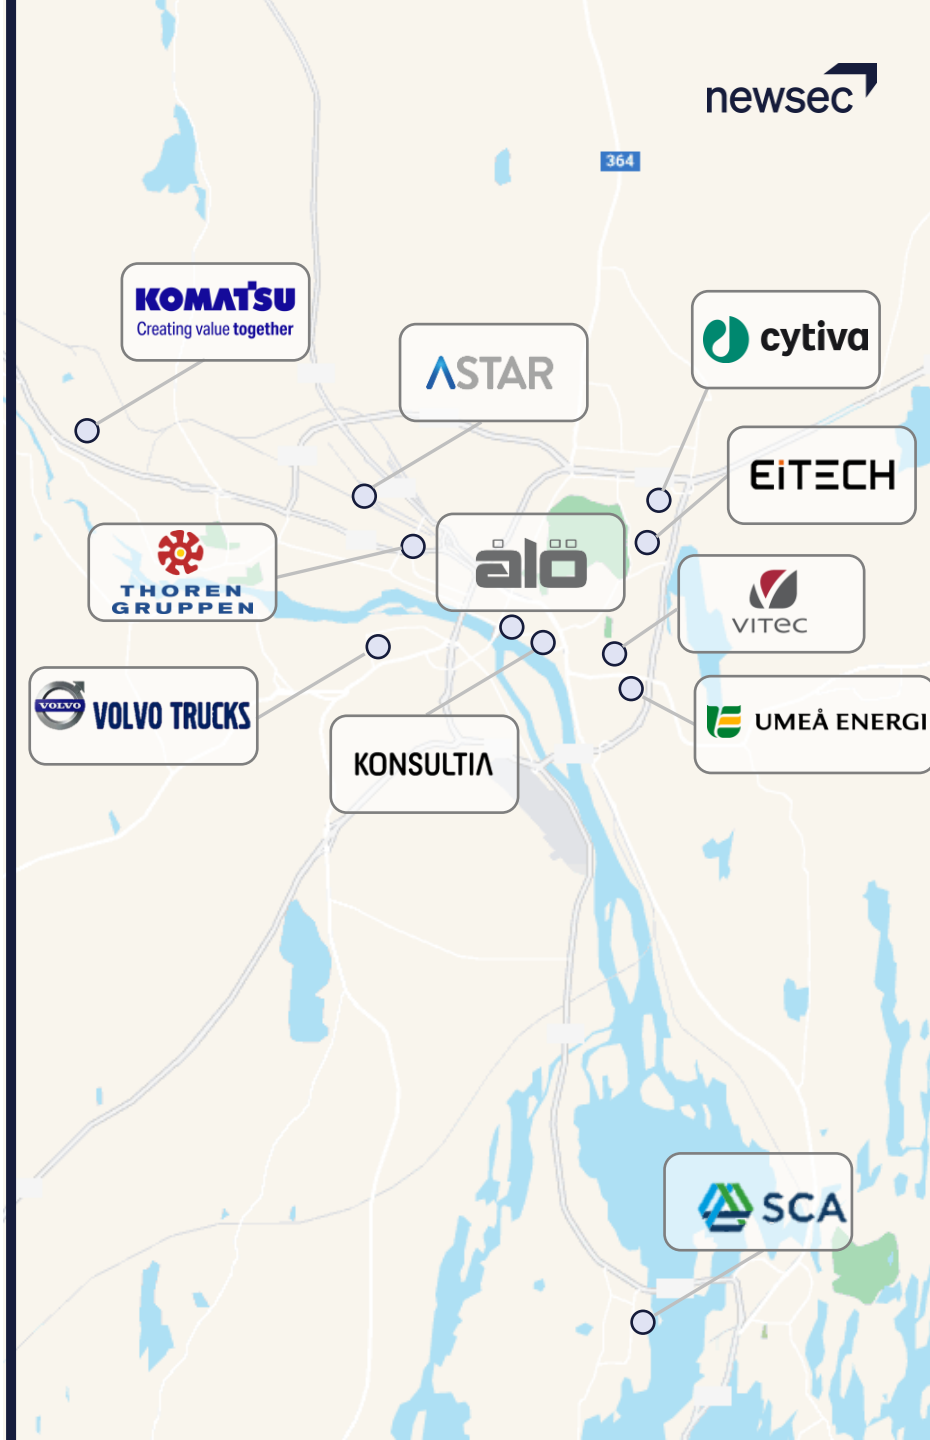 newsec
364
KOMATSU
Creating value together
ASTAR
cytiva
EiTECH
älö
THOREN
GRUPPEN
VITEC
VOLVO
VOLVO TRUCKS
UMEÅ ENERGI
KONSULTIA
SCA